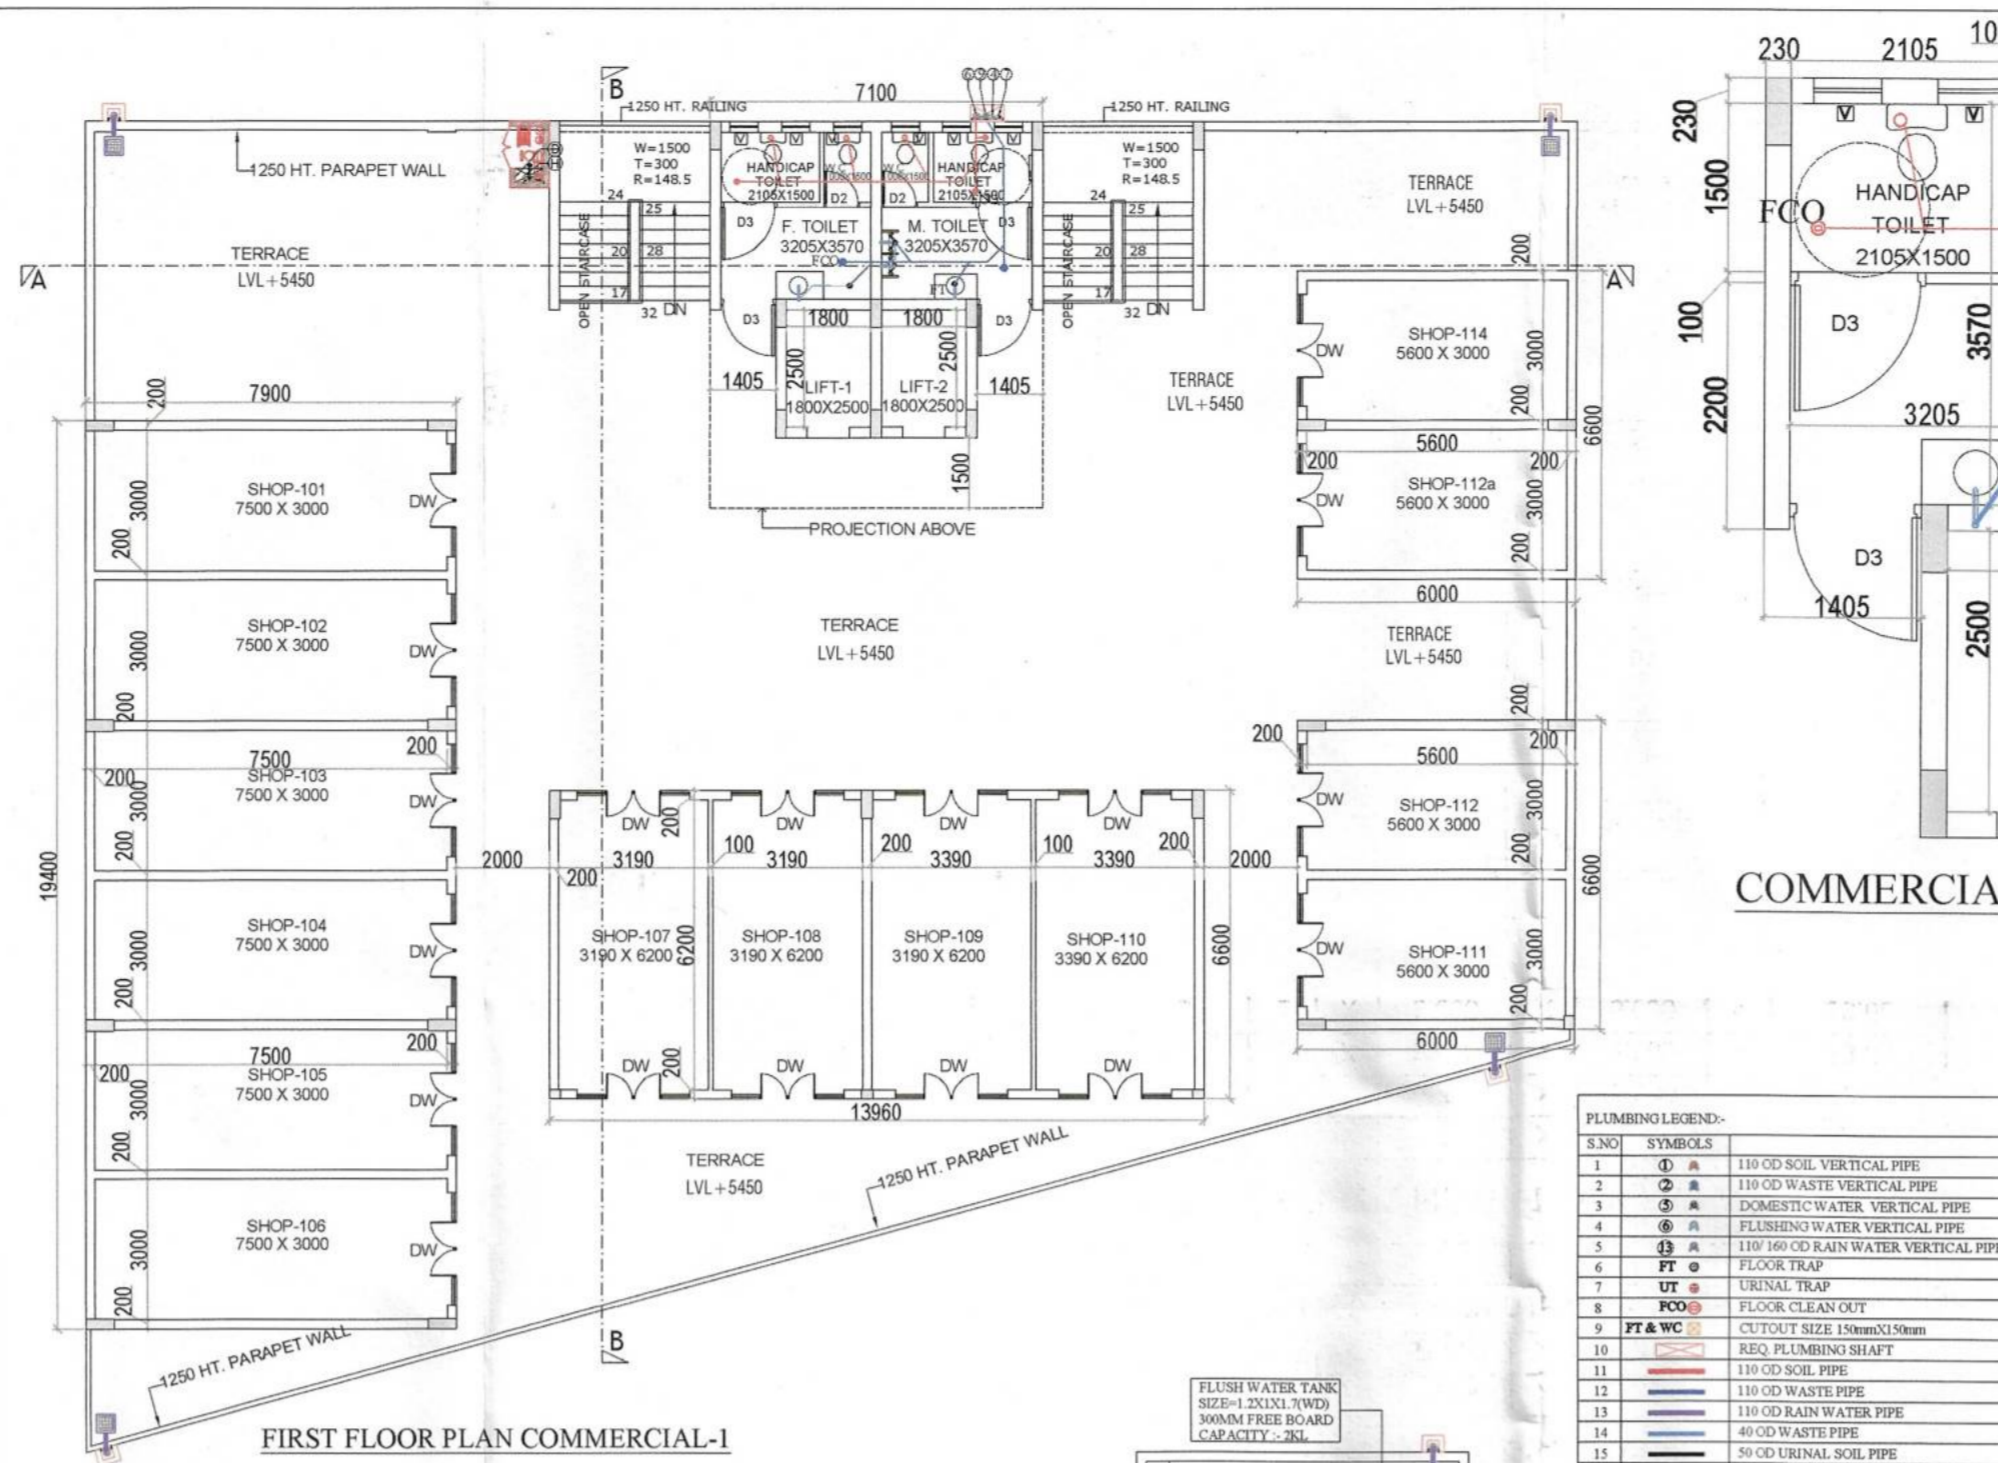 7100
B
1250 HT. RAILING
1250 HT. RAILING
1250 HT. PARAPET WALL
W=1500
T=300
R=148.5
24
25
20
28
17
32 DN
OPEN STAIRCASE
HANDICAP
TOILET
2105X1500
D2
D2
HANDICAP
TOILET
2105X1500
D3
F. TOILET
3205X3570
FCO
M. TOILET
3205X3570
D3
FT
D3
D3
W=1500
T=300
R=148.5
24
25
20
28
17
32 DN
OPEN STAIRCASE
TERRACE
LVL+5450
TERRACE
LVL+5450
A
A
1800
1800
2500
2500
1405
1405
LIFT-1
1800X2500
LIFT-2
1800X2500
1500
PROJECTION ABOVE
TERRACE
LVL+5450
TERRACE
LVL+5450
TERRACE
LVL+5450
7900
200
19400
SHOP-101
7500 X 3000
DW
3000
200
SHOP-102
7500 X 3000
DW
3000
200
7500
200
200
SHOP-103
7500 X 3000
DW
3000
200
SHOP-104
7500 X 3000
DW
3000
200
7500
200
200
SHOP-105
7500 X 3000
DW
3000
200
SHOP-106
7500 X 3000
DW
3000
200
200
SHOP-114
5600 X 3000
DW
3000
200
6600
5600
200
200
SHOP-112a
5600 X 3000
DW
3000
200
6000
200
200
200
5600
SHOP-112
5600 X 3000
DW
3000
200
6600
SHOP-111
5600 X 3000
DW
3000
200
6000
DW
DW
DW
DW
200
2000
3190
100
3190
200
3390
100
3390
200
2000
200
SHOP-107
3190 X 6200
6200
SHOP-108
3190 X 6200
SHOP-109
3190 X 6200
SHOP-110
3390 X 6200
6600
DW
200
DW
DW
DW
13960
TERRACE
LVL+5450
1250 HT. PARAPET WALL
1250 HT. PARAPET WALL
B
FIRST FLOOR PLAN COMMERCIAL-1
FLUSH WATER TANK
SIZE=1.2X1X1.7(WD)
300MM FREE BOARD
CAPACITY :- 2KL
230
2105
10
230
1500
100
2200
FCO
HANDICAP
TOILET
2105X1500
D3
3570
3205
D3
1405
2500
COMMERCIA
PLUMBING LEGEND:-
S.NO SYMBOLS
1 1 110 OD SOIL VERTICAL PIPE
2 2 110 OD WASTE VERTICAL PIPE
3 5 DOMESTIC WATER VERTICAL PIPE
4 6 FLUSHING WATER VERTICAL PIPE
5 13 110/160 OD RAIN WATER VERTICAL PIPE
6 FT FLOOR TRAP
7 UT URINAL TRAP
8 FCO FLOOR CLEAN OUT
9 FT & WC CUTOUT SIZE 150mmX150mm
10 REQ. PLUMBING SHAFT
11 110 OD SOIL PIPE
12 110 OD WASTE PIPE
13 110 OD RAIN WATER PIPE
14 40 OD WASTE PIPE
15 50 OD URINAL SOIL PIPE